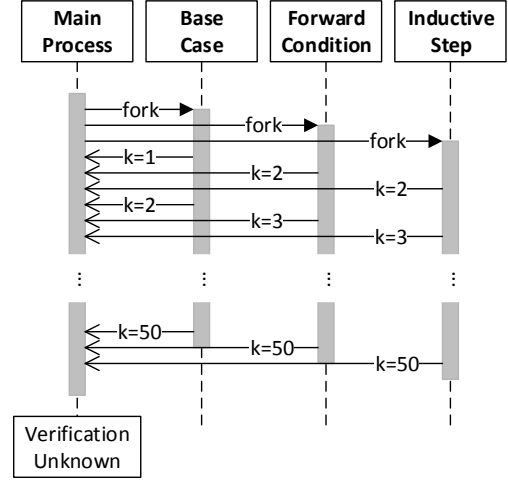 Main
Process
Base
Case
Forward
Condition
Inductive
Step
fork
fork
fork
k=1
k=2
k=2
k=2
k=3
k=3
... ... ... ...
k=50
k=50
k=50
Verification
Unknown